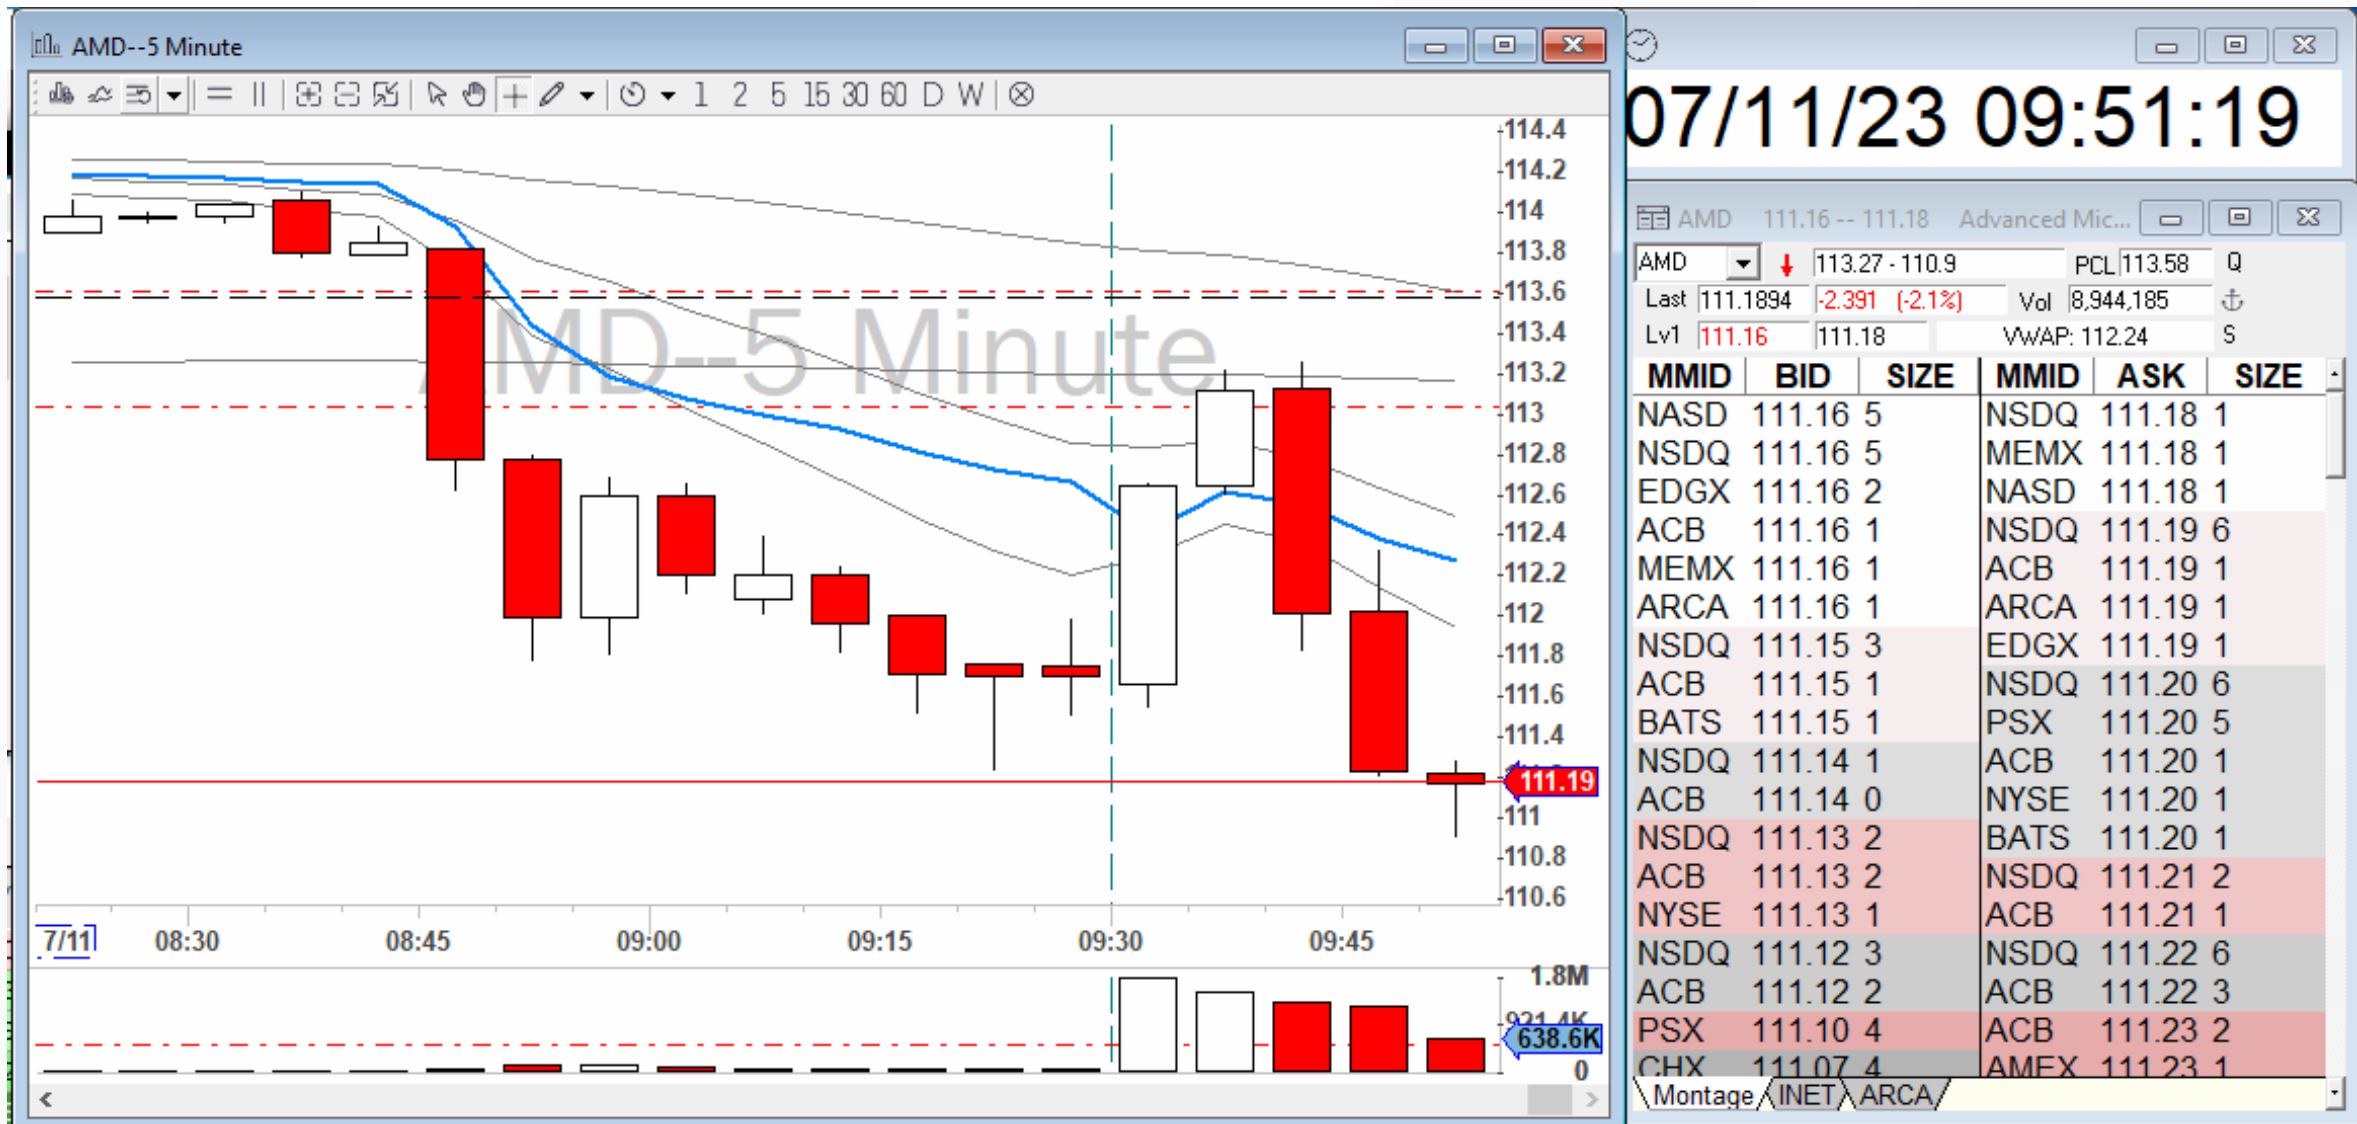 AMD--5 Minute
1 2 5 15 30 60 D W
AMD--5 Minute
114.4
114.2
114
113.8
113.6
113.4
113.2
113
112.8
112.6
112.4
112.2
112
111.8
111.6
111.4
111.19
111
110.8
110.6
7/11 08:30 08:45 09:00 09:15 09:30 09:45
1.8M
921.4K
638.6K
0
07/11/23 09:51:19
AMD 111.16 -- 111.18 Advanced Mic...
AMD 113.27 - 110.9 PCL 113.58 Q
Last 111.1894 -2.391 (-2.1%) Vol 8,944,185
Lv1 111.16 111.18 VWAP: 112.24 S
MMID BID SIZE MMID ASK SIZE
NASD 111.16 5 NSDQ 111.18 1
NSDQ 111.16 5 MEMX 111.18 1
EDGX 111.16 2 NASD 111.18 1
ACB 111.16 1 NSDQ 111.19 6
MEMX 111.16 1 ACB 111.19 1
ARCA 111.16 1 ARCA 111.19 1
NSDQ 111.15 3 EDGX 111.19 1
ACB 111.15 1 NSDQ 111.20 6
BATS 111.15 1 PSX 111.20 5
NSDQ 111.14 1 ACB 111.20 1
ACB 111.14 0 NYSE 111.20 1
NSDQ 111.13 2 BATS 111.20 1
ACB 111.13 2 NSDQ 111.21 2
NYSE 111.13 1 ACB 111.21 1
NSDQ 111.12 3 NSDQ 111.22 6
ACB 111.12 2 ACB 111.22 3
PSX 111.10 4 ACB 111.23 2
CHX 111.07 4 AMEX 111.23 1
Montage INET ARCA